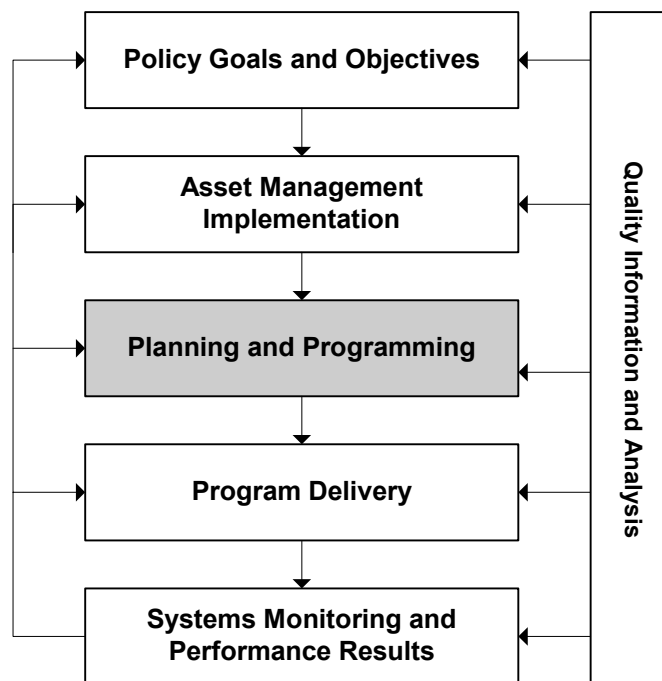 Policy Goals and Objectives
Asset Management
Implementation
Planning and Programming
Program Delivery
Systems Monitoring and
Performance Results
Quality Information and Analysis